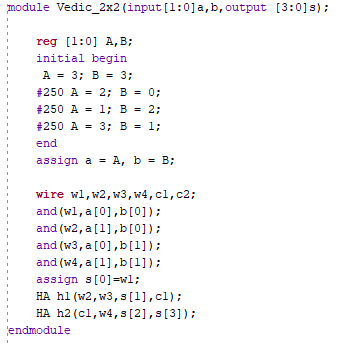 module Vedic_2x2(input[1:0]a,b,output [3:0]s);
reg [1:0] A,B;
initial begin
A = 3; B = 3;
#250 A = 2; B = 0;
#250 A = 1; B = 2;
#250 A = 3; B = 1;
end
assign a = A, b = B;
wire w1,w2,w3,w4,c1,c2;
and(w1,a[0],b[0]);
and(w2,a[1],b[0]);
and(w3,a[0],b[1]);
and(w4,a[1],b[1]);
assign s[0]=w1;
HA h1(w2,w3,s[1],c1);
HA h2(c1,w4,s[2],s[3]);
endmodule